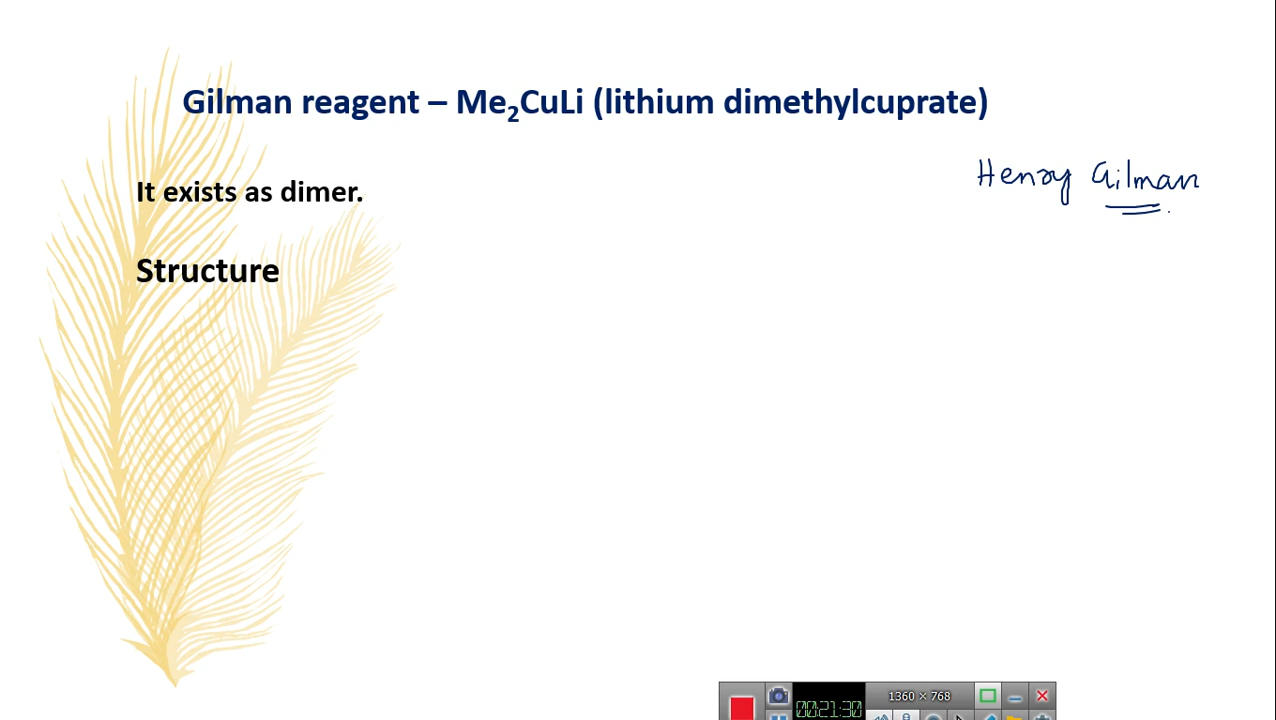 Gilman reagent – Me₂CuLi (lithium dimethylcuprate)
Henry Gilman
It exists as dimer.
Structure
1360 × 768
00:21:30